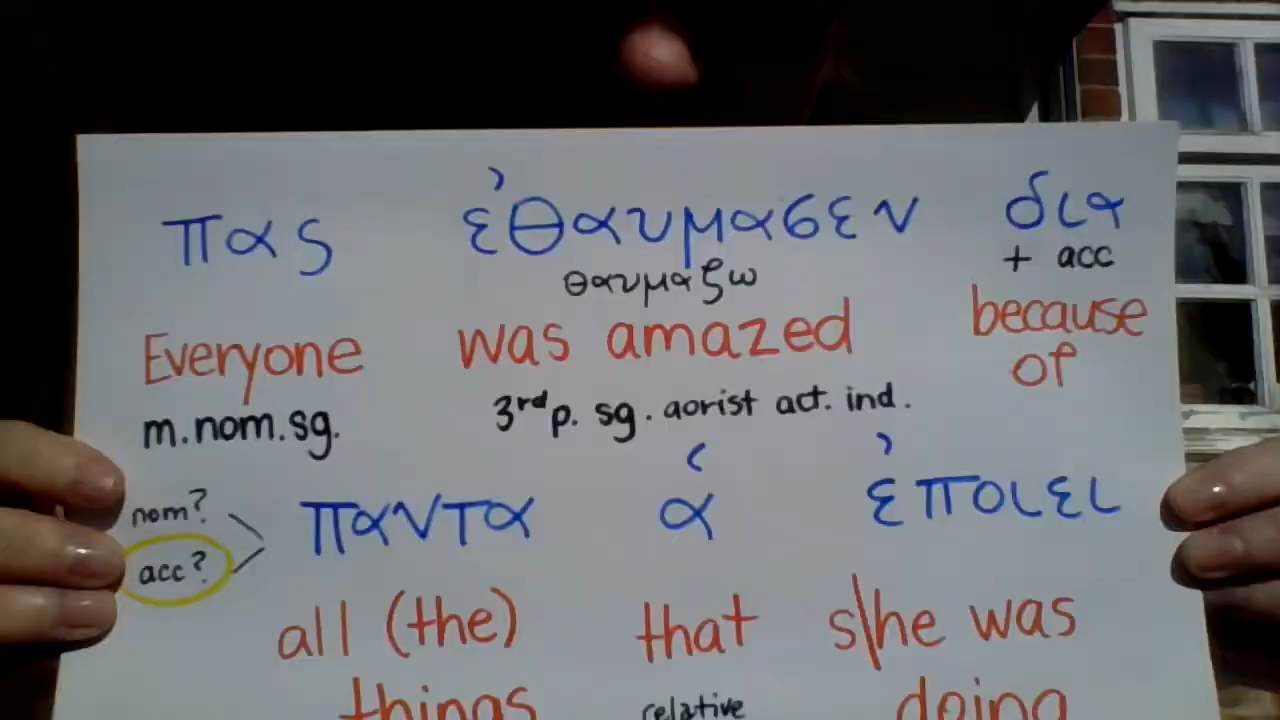 πας ἐθαυμασεν δια
θαυμαζω + acc
Everyone was amazed because of
m.nom.sg. 3rd p. sg. aorist act. ind.
nom? παντα ἁ ἐποιει
acc?
all (the) that s\he was
things relative doing